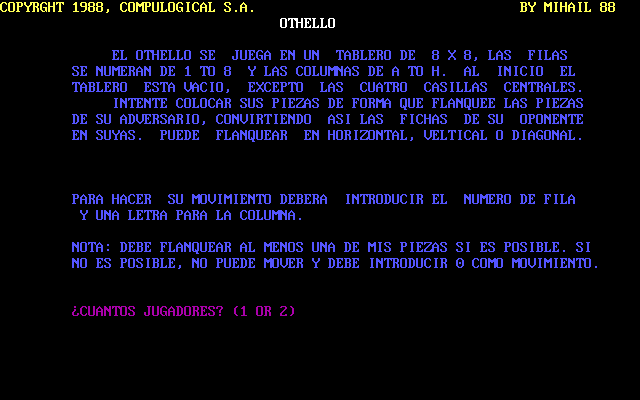 COPYRGHT 1988, COMPULOGICAL S.A. BY MIHAIL 88
OTHELLO
EL OTHELLO SE JUEGA EN UN TABLERO DE 8 X 8, LAS FILAS
SE NUMERAN DE 1 TO 8 Y LAS COLUMNAS DE A TO H. AL INICIO EL
TABLERO ESTA VACIO, EXCEPTO LAS CUATRO CASILLAS CENTRALES.
INTENTE COLOCAR SUS PIEZAS DE FORMA QUE FLANQUEE LAS PIEZAS
DE SU ADVERSARIO, CONVIRTIENDO ASI LAS FICHAS DE SU OPONENTE
EN SUYAS. PUEDE FLANQUEAR EN HORIZONTAL, VELTICAL O DIAGONAL.
PARA HACER SU MOVIMIENTO DEBERA INTRODUCIR EL NUMERO DE FILA
Y UNA LETRA PARA LA COLUMNA.
NOTA: DEBE FLANQUEAR AL MENOS UNA DE MIS PIEZAS SI ES POSIBLE. SI
NO ES POSIBLE, NO PUEDE MOVER Y DEBE INTRODUCIR 0 COMO MOVIMIENTO.
¿CUANTOS JUGADORES? (1 OR 2)